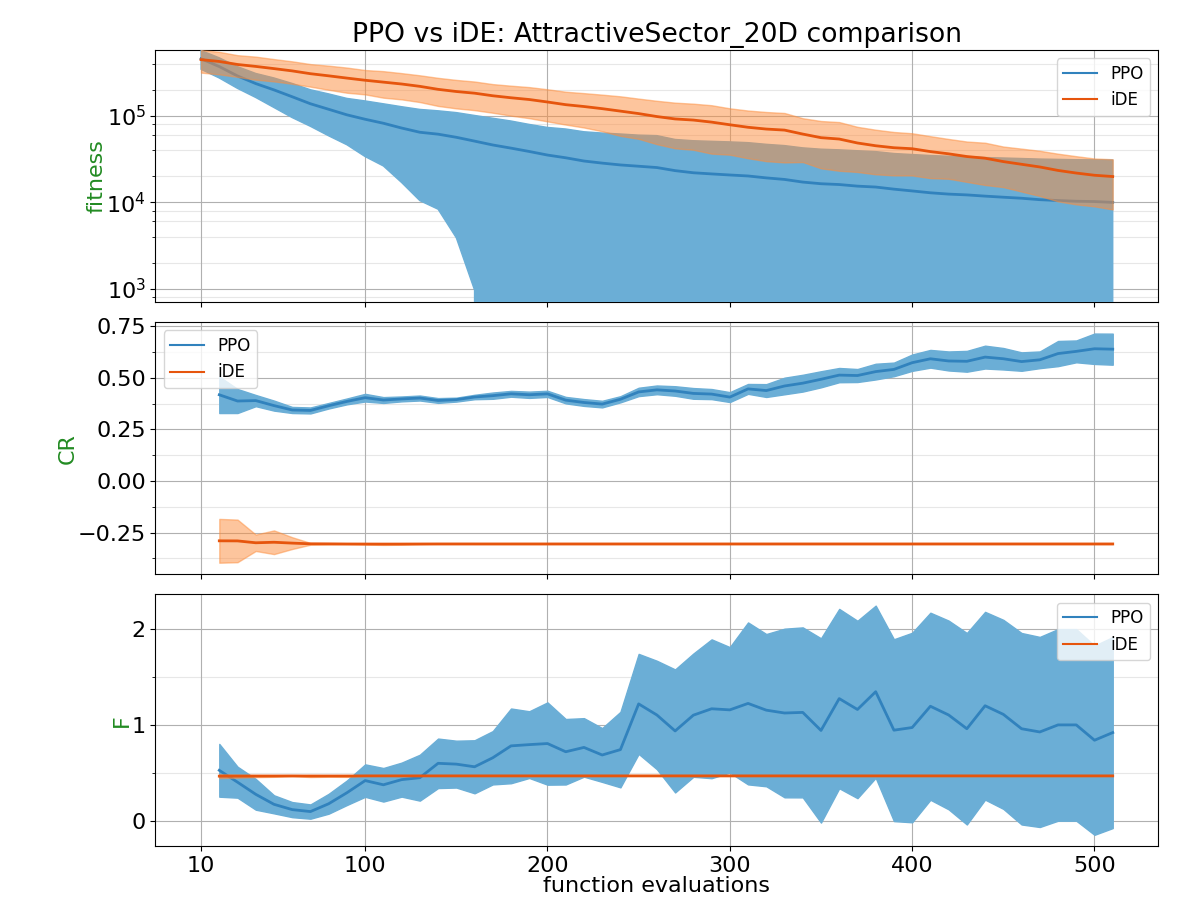 PPO vs iDE: AttractiveSector_20D comparison
fitness
10^5
10^4
10^3
PPO
iDE
CR
0.75
0.50
0.25
0.00
−0.25
PPO
iDE
F
2
1
0
PPO
iDE
10 100 200 300 400 500
function evaluations